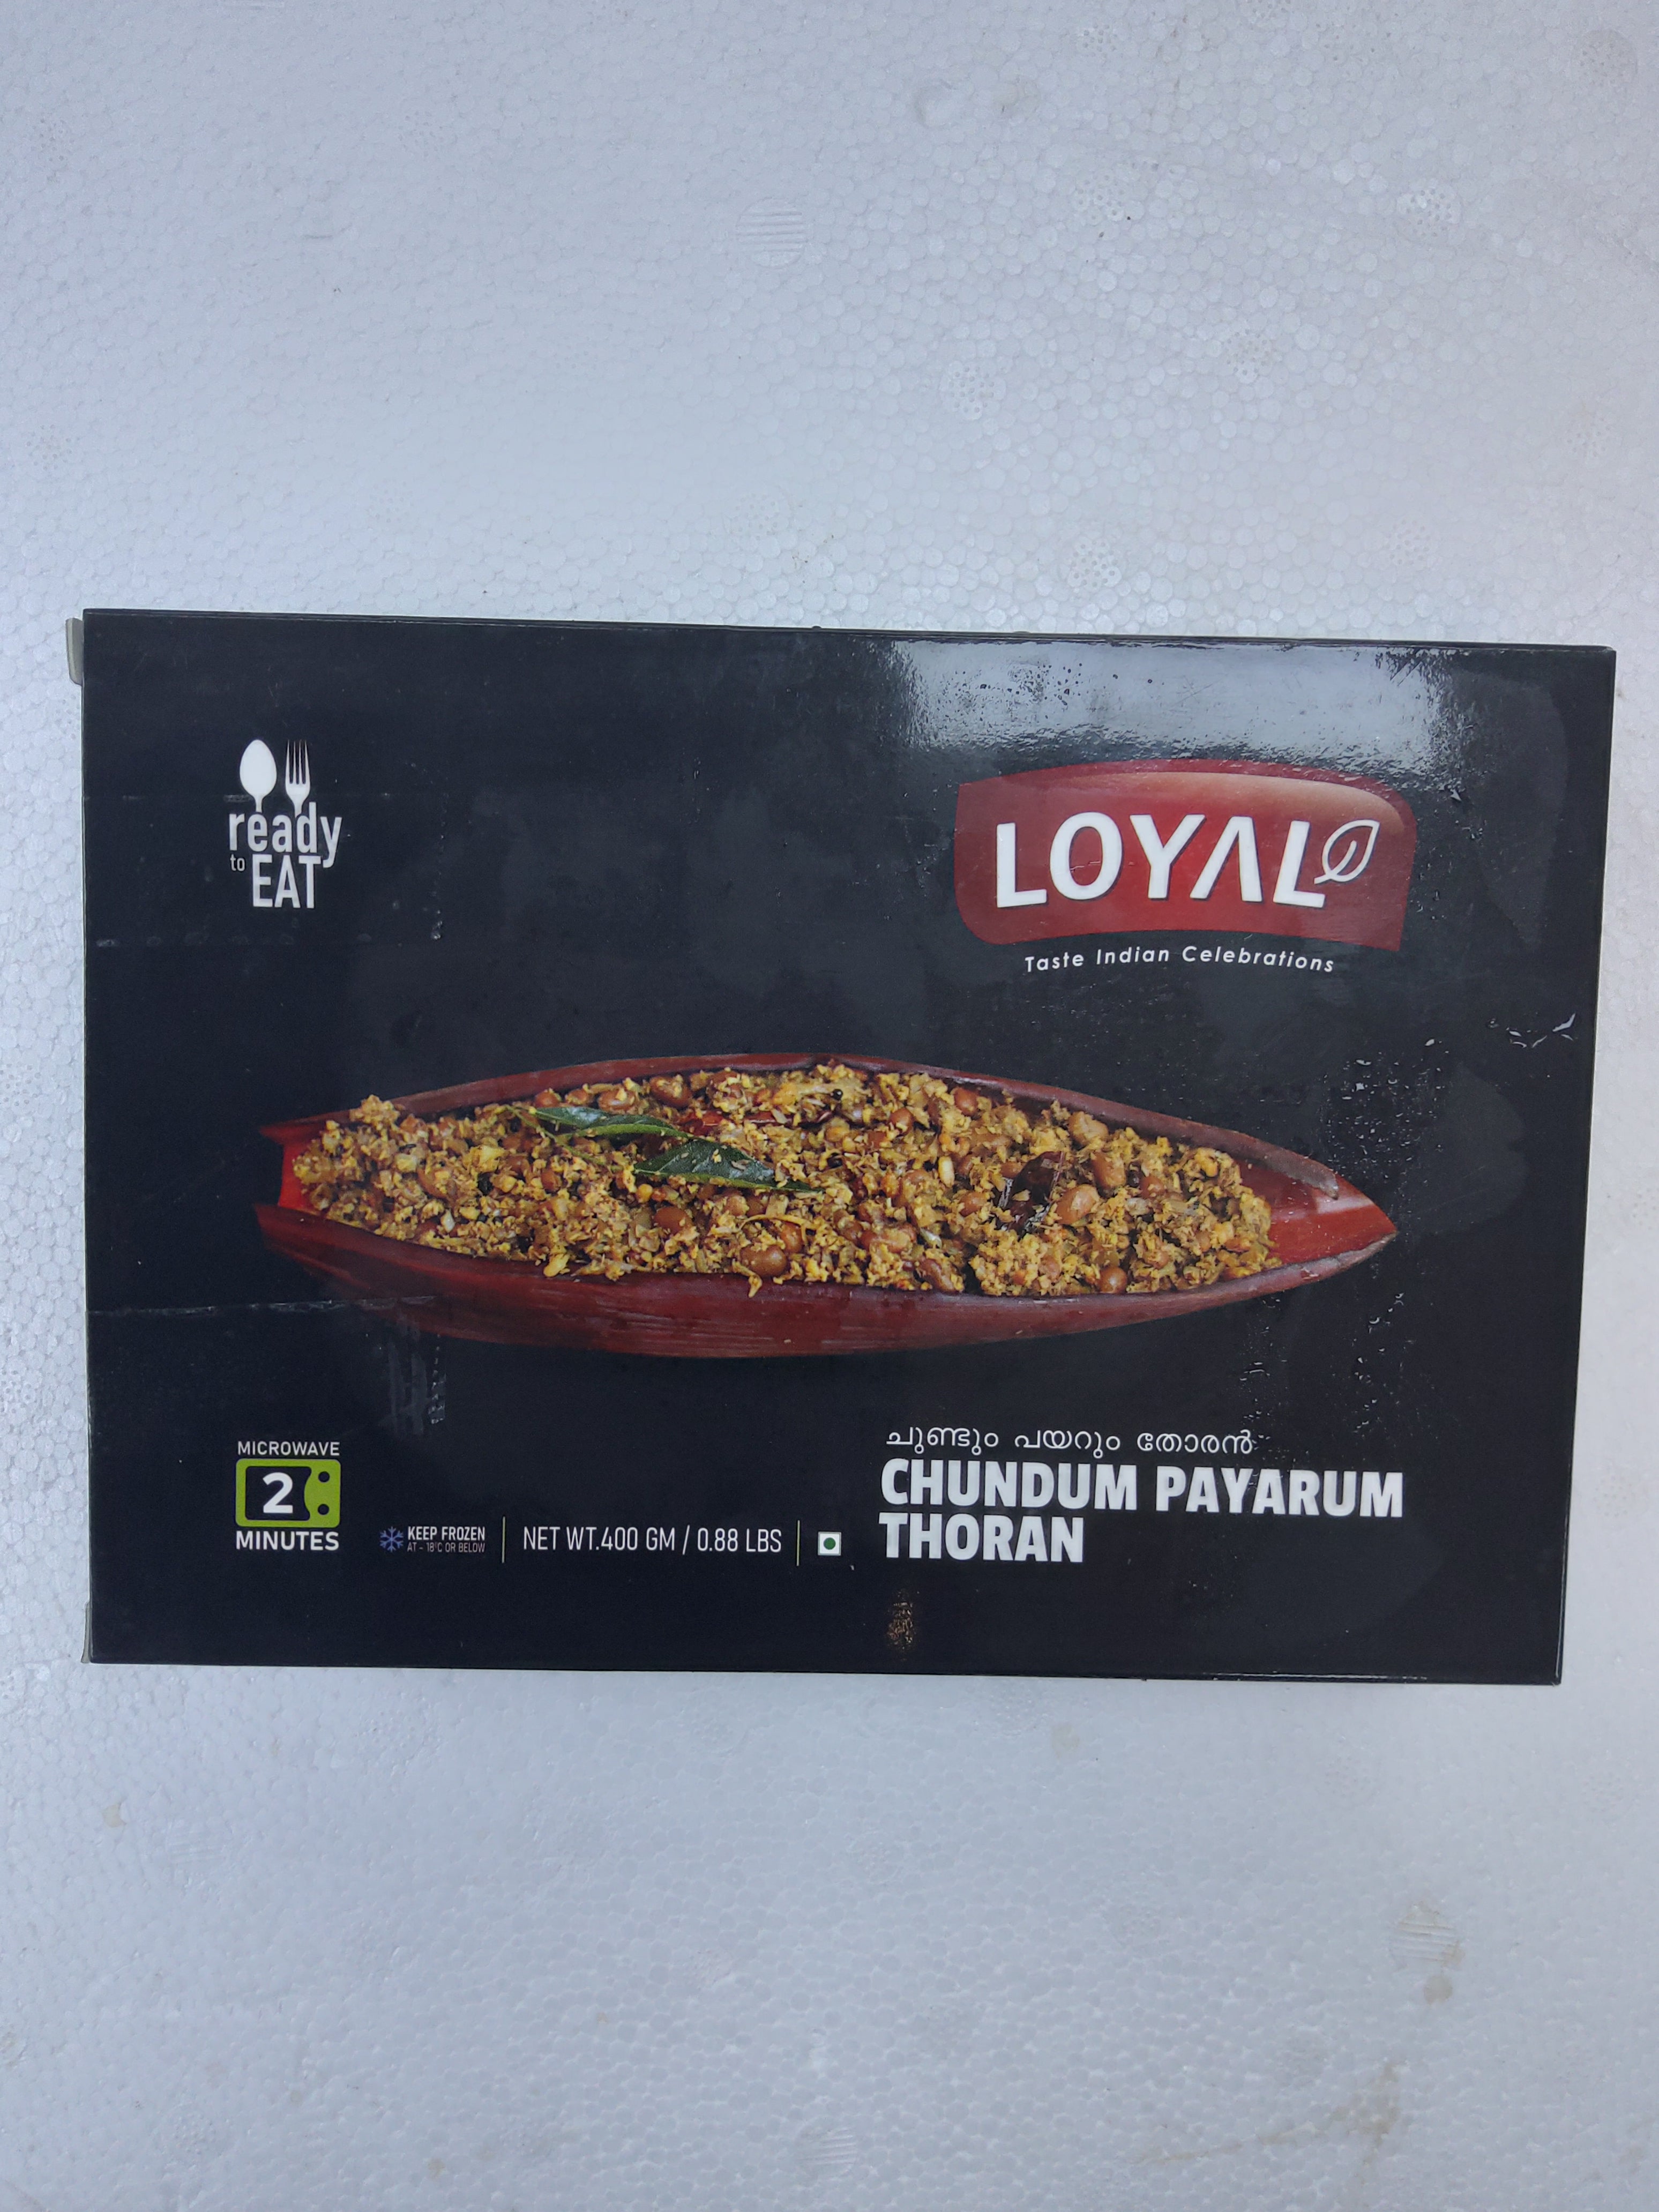 ready
to EAT
LOYAL
Taste Indian Celebrations
ചുണ്ടും പയറും തോരൻ
CHUNDUM PAYARUM
THORAN
MICROWAVE
2
MINUTES
KEEP FROZEN
AT - 18°C OR BELOW
NET WT.400 GM / 0.88 LBS